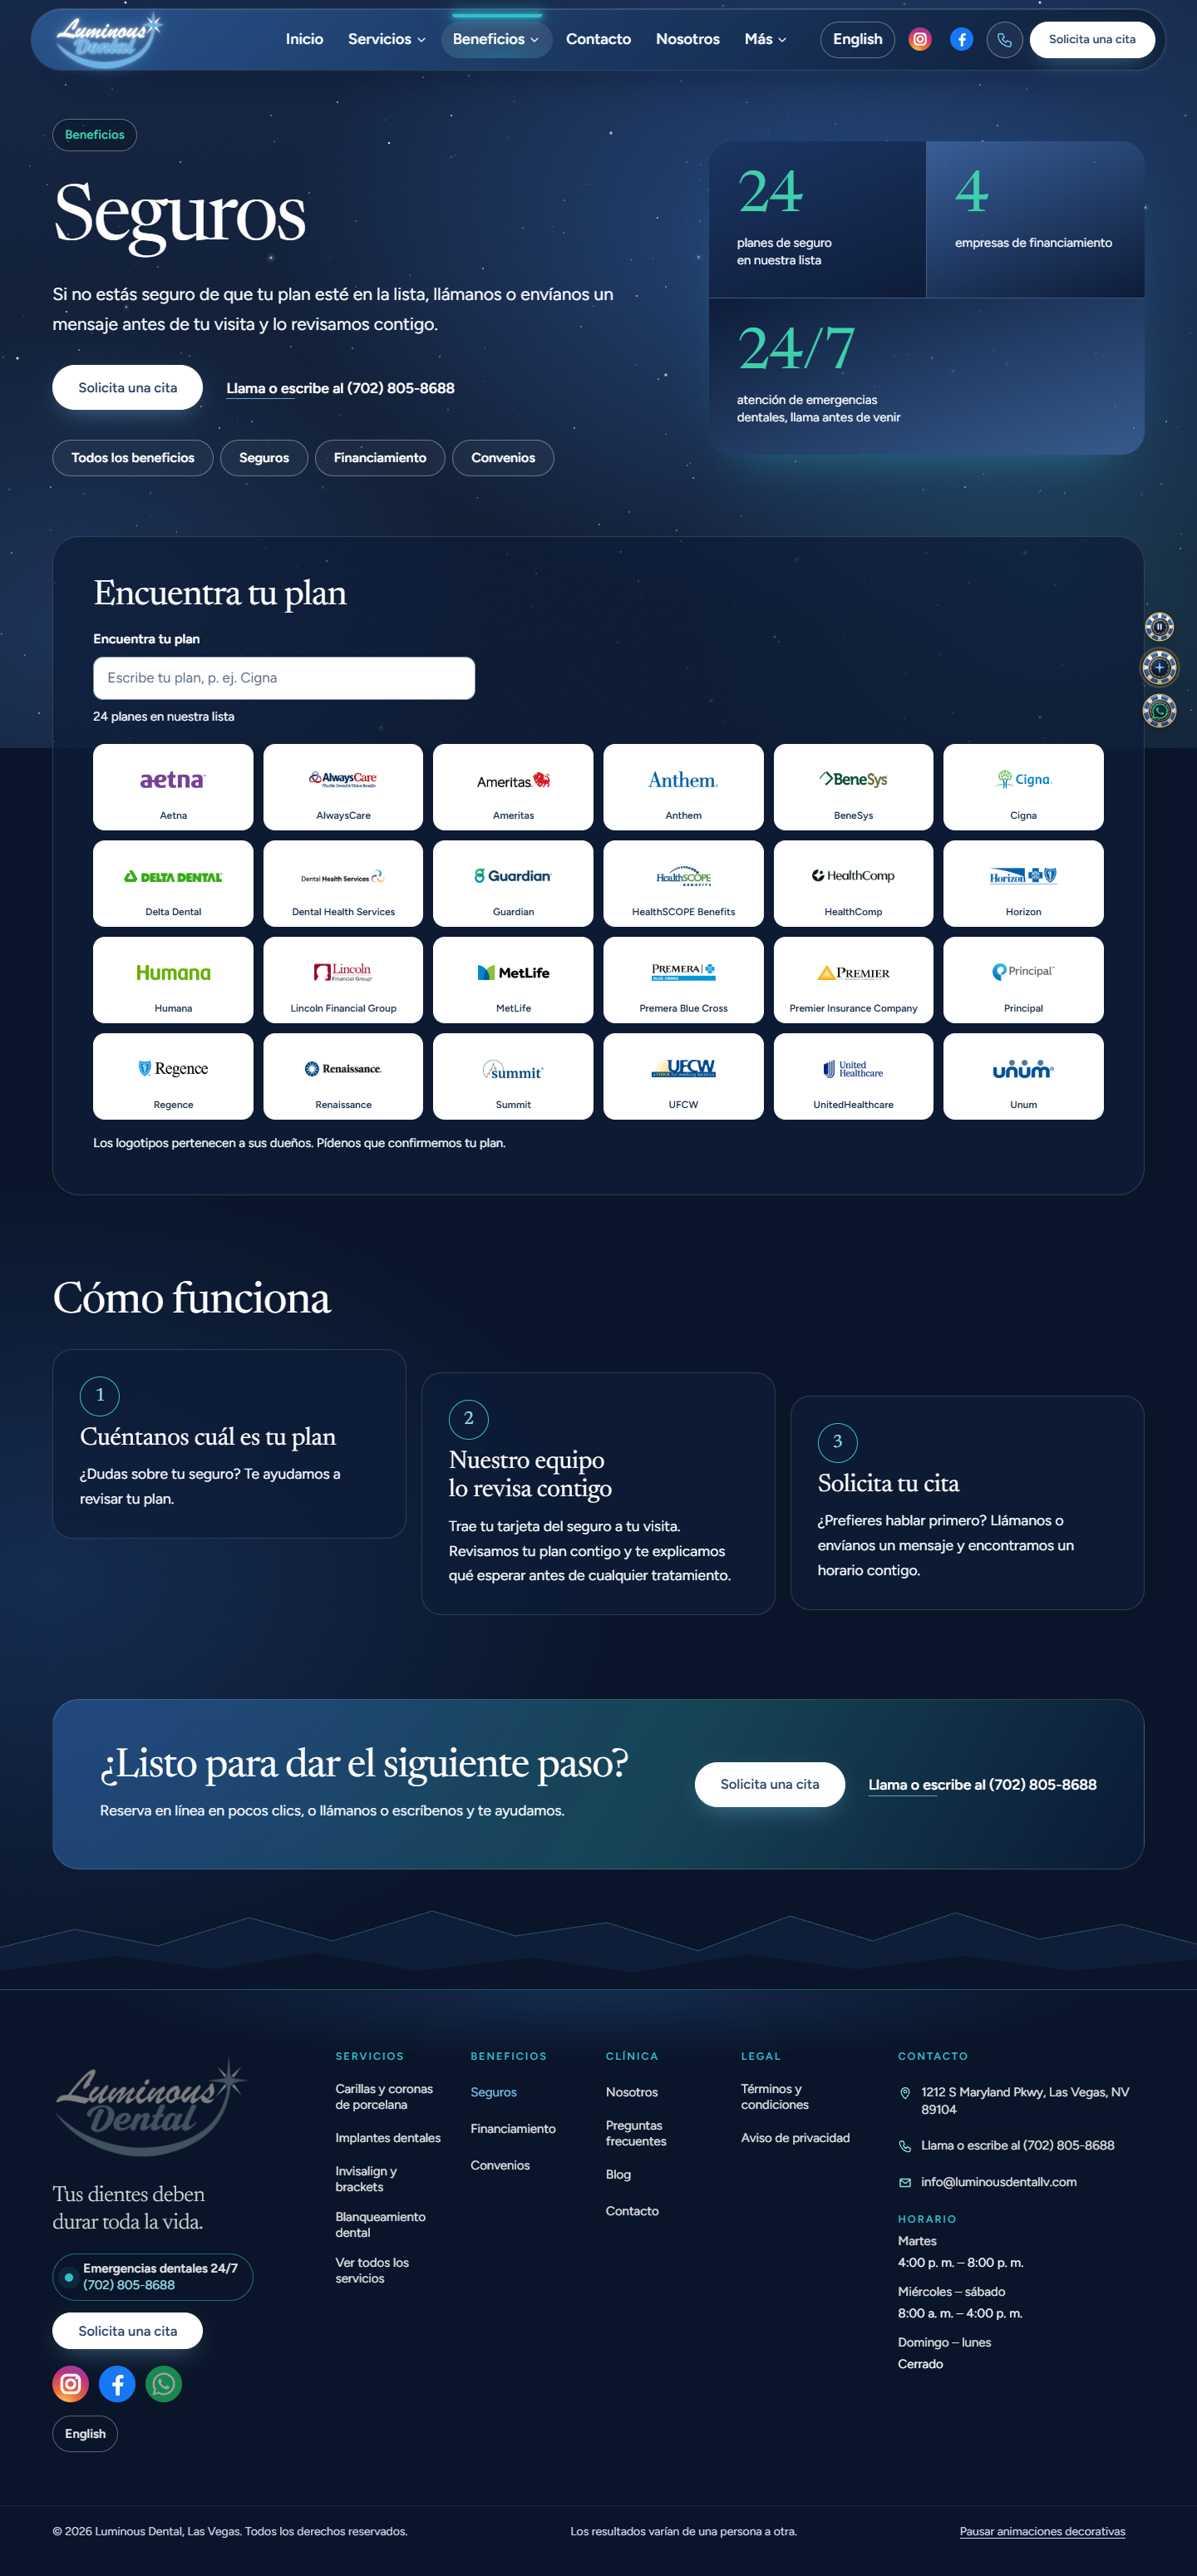 Luminous
Dental
Inicio
Servicios
Beneficios
Contacto
Nosotros
Más
English
Solicita una cita
Beneficios
Seguros
Si no estás seguro de que tu plan esté en la lista, llámanos o envíanos un
mensaje antes de tu visita y lo revisamos contigo.
Solicita una cita
Llama o escribe al (702) 805-8688
Todos los beneficios
Seguros
Financiamiento
Convenios
24
planes de seguro
en nuestra lista
4
empresas de financiamiento
24/7
atención de emergencias
dentales, llama antes de venir
Encuentra tu plan
Encuentra tu plan
Escribe tu plan, p. ej. Cigna
24 planes en nuestra lista
aetna
Aetna
AlwaysCare
AlwaysCare
Ameritas
Ameritas
Anthem
Anthem
BeneSys
BeneSys
Cigna
Cigna
DELTA DENTAL
Delta Dental
Dental Health Services
Dental Health Services
Guardian
Guardian
HealthSCOPE
BENEFITS
HealthSCOPE Benefits
HealthComp
HealthComp
Horizon
Horizon
Humana
Humana
Lincoln
Financial Group
Lincoln Financial Group
MetLife
MetLife
PREMERA
BLUE CROSS
Premera Blue Cross
PREMIER
Premier Insurance Company
Principal
Principal
Regence
Regence
Renaissance
Renaissance
summit
Summit
UFCW
UFCW
United
Healthcare
UnitedHealthcare
unum
Unum
Los logotipos pertenecen a sus dueños. Pídenos que confirmemos tu plan.
Cómo funciona
1
Cuéntanos cuál es tu plan
¿Dudas sobre tu seguro? Te ayudamos a
revisar tu plan.
2
Nuestro equipo
lo revisa contigo
Trae tu tarjeta del seguro a tu visita.
Revisamos tu plan contigo y te explicamos
qué esperar antes de cualquier tratamiento.
3
Solicita tu cita
¿Prefieres hablar primero? Llámanos o
envíanos un mensaje y encontramos un
horario contigo.
¿Listo para dar el siguiente paso?
Reserva en línea en pocos clics, o llámanos o escríbenos y te ayudamos.
Solicita una cita
Llama o escribe al (702) 805-8688
Luminous
Dental
Tus dientes deben
durar toda la vida.
Emergencias dentales 24/7
(702) 805-8688
Solicita una cita
English
SERVICIOS
Carillas y coronas
de porcelana
Implantes dentales
Invisalign y
brackets
Blanqueamiento
dental
Ver todos los
servicios
BENEFICIOS
Seguros
Financiamiento
Convenios
CLÍNICA
Nosotros
Preguntas
frecuentes
Blog
Contacto
LEGAL
Términos y
condiciones
Aviso de privacidad
CONTACTO
1212 S Maryland Pkwy, Las Vegas, NV
89104
Llama o escribe al (702) 805-8688
info@luminousdentallv.com
HORARIO
Martes
4:00 p. m. – 8:00 p. m.
Miércoles – sábado
8:00 a. m. – 4:00 p. m.
Domingo – lunes
Cerrado
© 2026 Luminous Dental, Las Vegas. Todos los derechos reservados.
Los resultados varían de una persona a otra.
Pausar animaciones decorativas